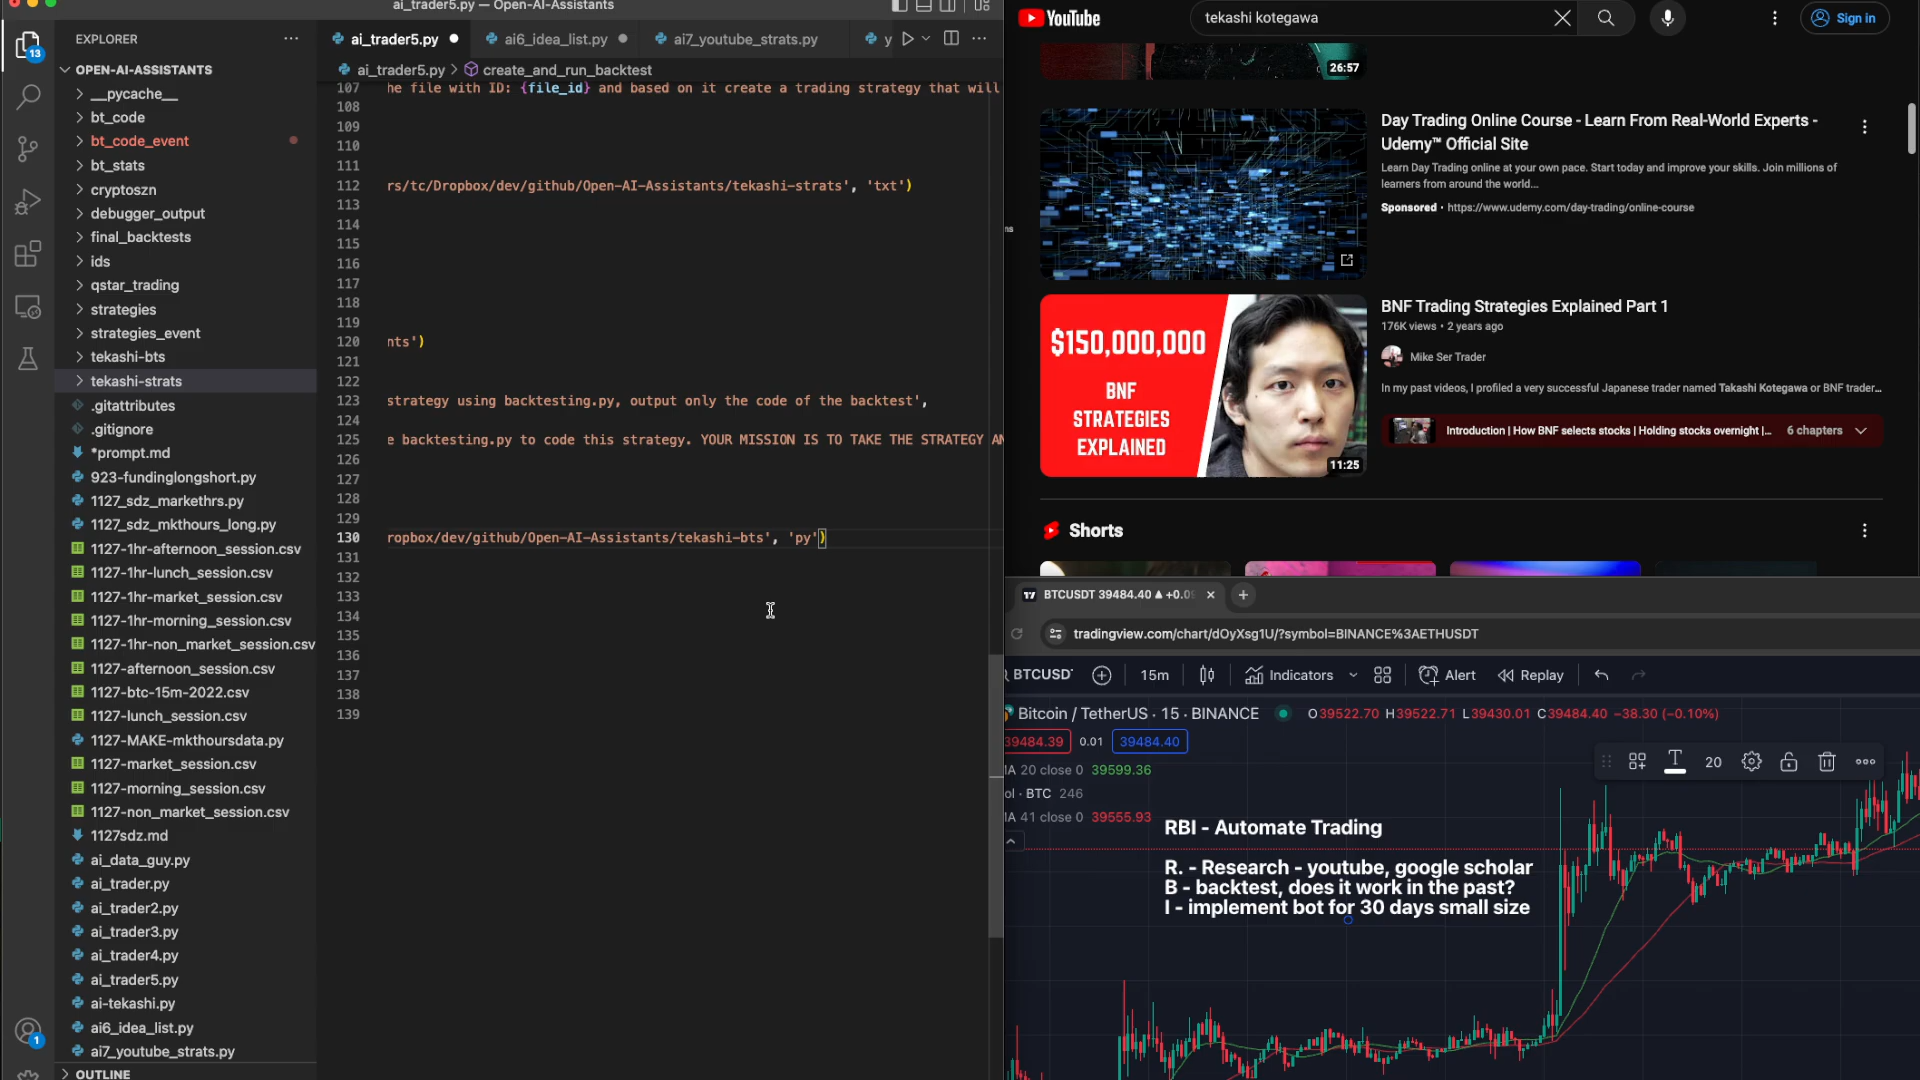 ai_trader5.py — Open-AI-Assistants
EXPLORER
OPEN-AI-ASSISTANTS
__pycache__
bt_code
bt_code_event
bt_stats
cryptoszn
debugger_output
final_backtests
ids
qstar_trading
strategies
strategies_event
tekashi-bts
tekashi-strats
.gitattributes
.gitignore
*prompt.md
923-fundinglongshort.py
1127_sdz_markethrs.py
1127_sdz_mkthours_long.py
1127-1hr-afternoon_session.csv
1127-1hr-lunch_session.csv
1127-1hr-market_session.csv
1127-1hr-morning_session.csv
1127-1hr-non_market_session.csv
1127-afternoon_session.csv
1127-btc-15m-2022.csv
1127-lunch_session.csv
1127-MAKE-mkthoursdata.py
1127-market_session.csv
1127-morning_session.csv
1127-non_market_session.csv
1127sdz.md
ai_data_guy.py
ai_trader.py
ai_trader2.py
ai_trader3.py
ai_trader4.py
ai_trader5.py
ai-tekashi.py
ai6_idea_list.py
ai7_youtube_strats.py
OUTLINE
13
1
ai_trader5.py
ai6_idea_list.py
ai7_youtube_strats.py
y
ai_trader5.py > create_and_run_backtest
107 he file with ID: {file_id} and based on it create a trading strategy that will
108
109
110
111
112 rs/tc/Dropbox/dev/github/Open-AI-Assistants/tekashi-strats', 'txt')
113
114
115
116
117
118
119
120 nts')
121
122
123 strategy using backtesting.py, output only the code of the backtest',
124
125 e backtesting.py to code this strategy. YOUR MISSION IS TO TAKE THE STRATEGY AN
126
127
128
129
130 ropbox/dev/github/Open-AI-Assistants/tekashi-bts', 'py')
131
132
133
134
135
136
137
138
139
YouTube
tekashi kotegawa
Sign in
26:57
Day Trading Online Course - Learn From Real-World Experts -
Udemy™ Official Site
Learn Day Trading online at your own pace. Start today and improve your skills. Join millions of
learners from around the world...
Sponsored · https://www.udemy.com/day-trading/online-course
ns
$150,000,000
BNF
STRATEGIES
EXPLAINED
11:25
BNF Trading Strategies Explained Part 1
176K views • 2 years ago
Mike Ser Trader
In my past videos, I profiled a very successful Japanese trader named Takashi Kotegawa or BNF trader...
Introduction | How BNF selects stocks | Holding stocks overnight |...
6 chapters
Shorts
BTCUSDT 39484.40 ▲ +0.09
tradingview.com/chart/dOyXsg1U/?symbol=BINANCE%3AETHUSDT
BTCUSDT
15m
Indicators
Alert
Replay
Bitcoin / TetherUS · 15 · BINANCE
O39522.70 H39522.71 L39430.01 C39484.40 −38.30 (−0.10%)
39484.39
0.01
39484.40
20
MA 20 close 0 39599.36
ol · BTC 246
MA 41 close 0 39555.93
RBI - Automate Trading
R. - Research - youtube, google scholar
B - backtest, does it work in the past?
I - implement bot for 30 days small size